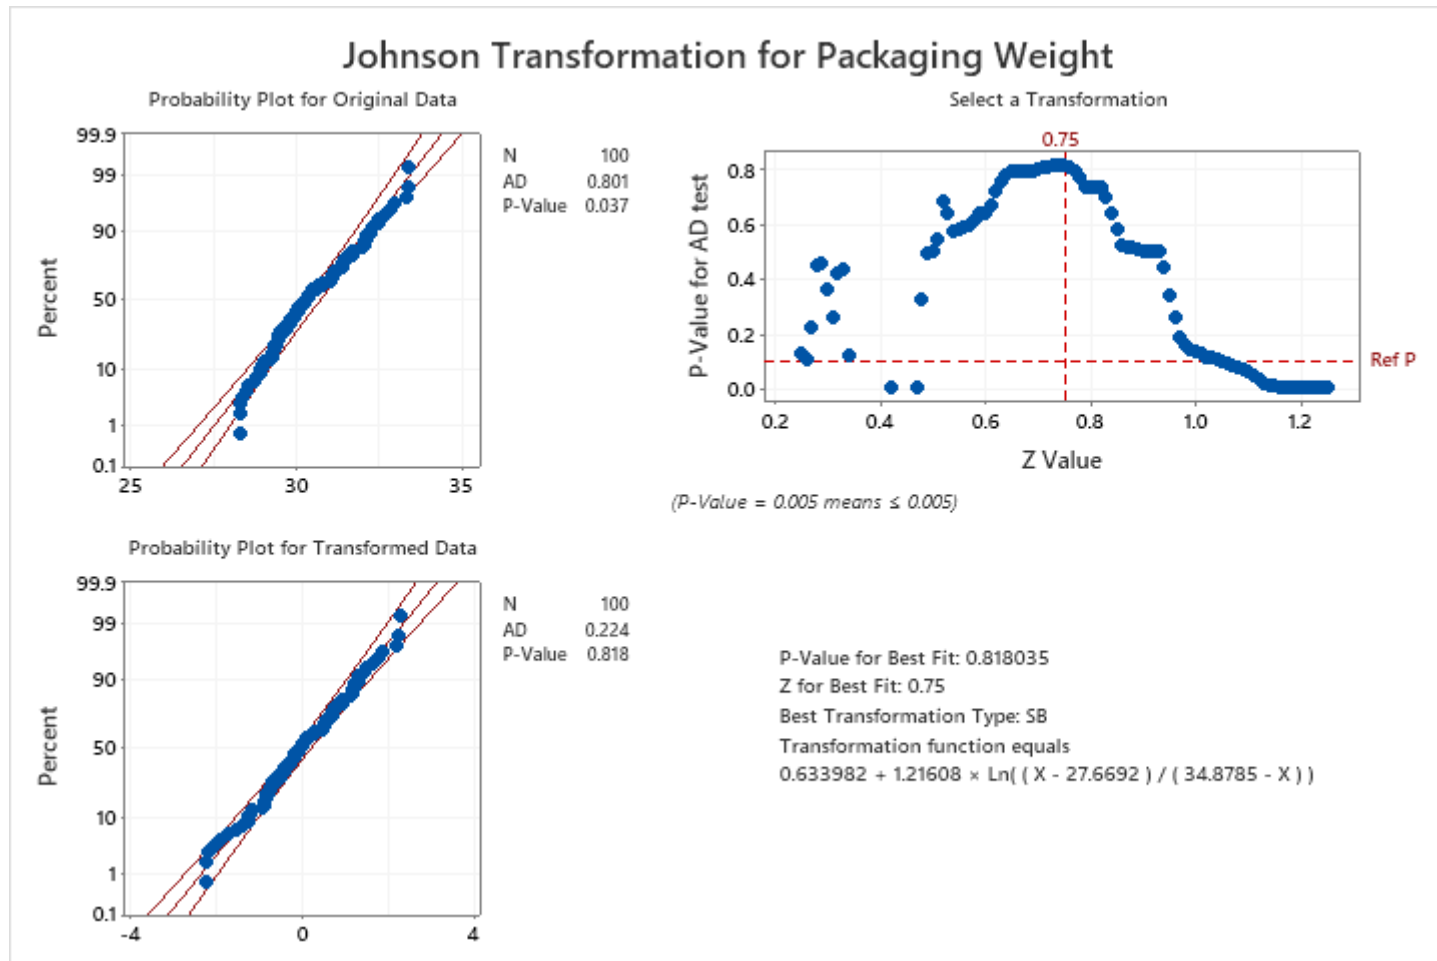 Johnson Transformation for Packaging Weight
Probability Plot for Original Data
99.9
99
90
50
10
1
0.1
Percent
25 30 35
N 100
AD 0.801
P-Value 0.037
Select a Transformation
0.75
0.8
0.6
0.4
0.2
0.0
P-Value for AD test
Ref P
0.2 0.4 0.6 0.8 1.0 1.2
Z Value
(P-Value = 0.005 means ≤ 0.005)
Probability Plot for Transformed Data
99.9
99
90
50
10
1
0.1
Percent
-4 0 4
N 100
AD 0.224
P-Value 0.818
P-Value for Best Fit: 0.818035
Z for Best Fit: 0.75
Best Transformation Type: SB
Transformation function equals
0.633982 + 1.21608 × Ln( ( X - 27.6692 ) / ( 34.8785 - X ) )